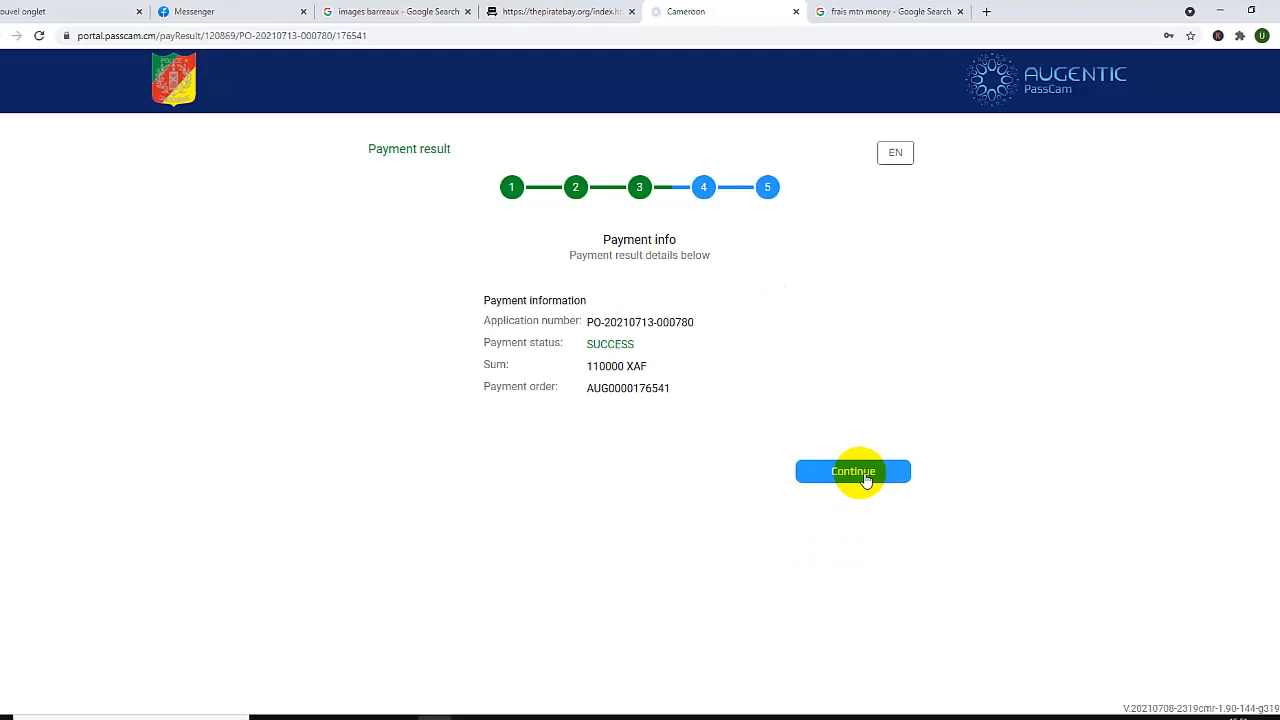 ouvel onglet
Messenger
images barreaux - Google Search
https://thepiratebay.org/index.ht
Cameroon
frais mtn money - Google Search
portal.passcam.cm/payResult/120869/PO-20210713-000780/176541
U
POLICE
AUGENTIC
PassCam
Payment result
EN
1 2 3 4 5
Payment info
Payment result details below
Payment information
Application number: PO-20210713-000780
Payment status: SUCCESS
Sum: 110000 XAF
Payment order: AUG0000176541
Continue
V.20210708-2319cmr-1.90-144-g319